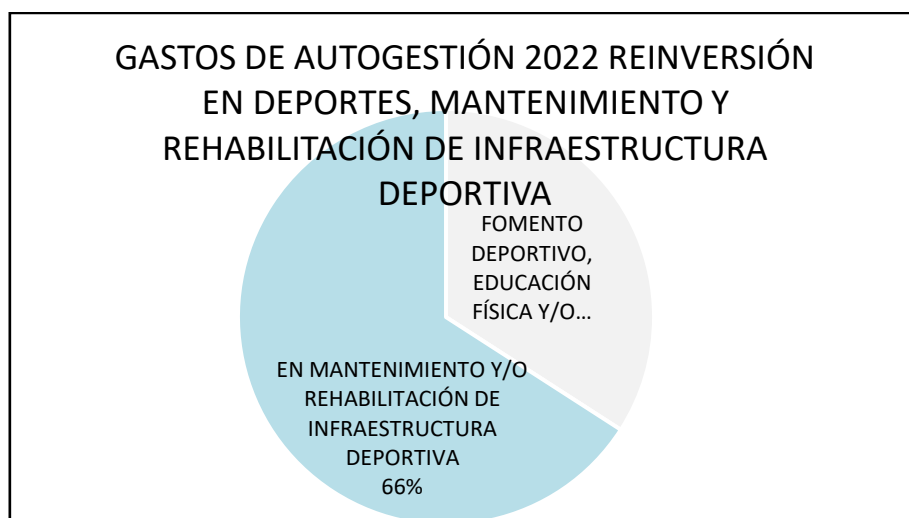 GASTOS DE AUTOGESTIÓN 2022 REINVERSIÓN
EN DEPORTES, MANTENIMIENTO Y
REHABILITACIÓN DE INFRAESTRUCTURA
DEPORTIVA
FOMENTO
DEPORTIVO,
EDUCACIÓN
FÍSICA Y/O...
EN MANTENIMIENTO Y/O
REHABILITACIÓN DE
INFRAESTRUCTURA
DEPORTIVA
66%